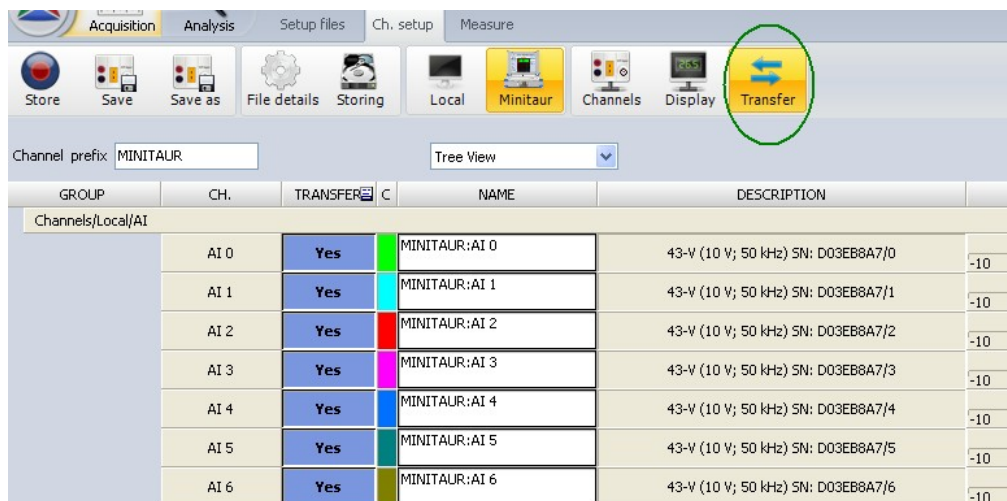 Acquisition Analysis Setup files Ch. setup Measure
Store Save Save as File details Storing Local Minitaur Channels Display Transfer
Channel prefix MINITAUR Tree View
GROUP CH. TRANSFER C NAME DESCRIPTION
Channels/Local/AI
AI 0 Yes MINITAUR:AI 0 43-V (10 V; 50 kHz) SN: D03EB8A7/0 -10
AI 1 Yes MINITAUR:AI 1 43-V (10 V; 50 kHz) SN: D03EB8A7/1 -10
AI 2 Yes MINITAUR:AI 2 43-V (10 V; 50 kHz) SN: D03EB8A7/2 -10
AI 3 Yes MINITAUR:AI 3 43-V (10 V; 50 kHz) SN: D03EB8A7/3 -10
AI 4 Yes MINITAUR:AI 4 43-V (10 V; 50 kHz) SN: D03EB8A7/4 -10
AI 5 Yes MINITAUR:AI 5 43-V (10 V; 50 kHz) SN: D03EB8A7/5 -10
AI 6 Yes MINITAUR:AI 6 43-V (10 V; 50 kHz) SN: D03EB8A7/6 -10